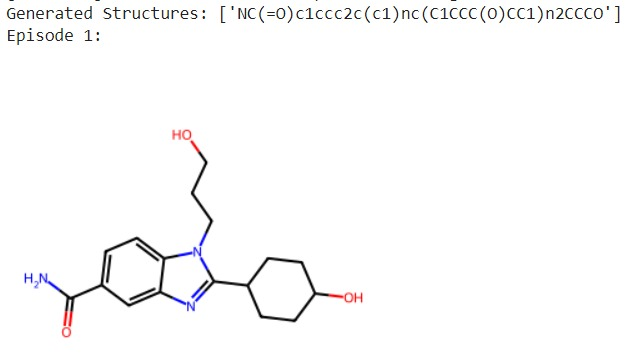 Generated Structures: ['NC(=O)c1ccc2c(c1)nc(C1CCC(O)CC1)n2CCCO']
Episode 1:
HO
N
H₂N
N
OH
O